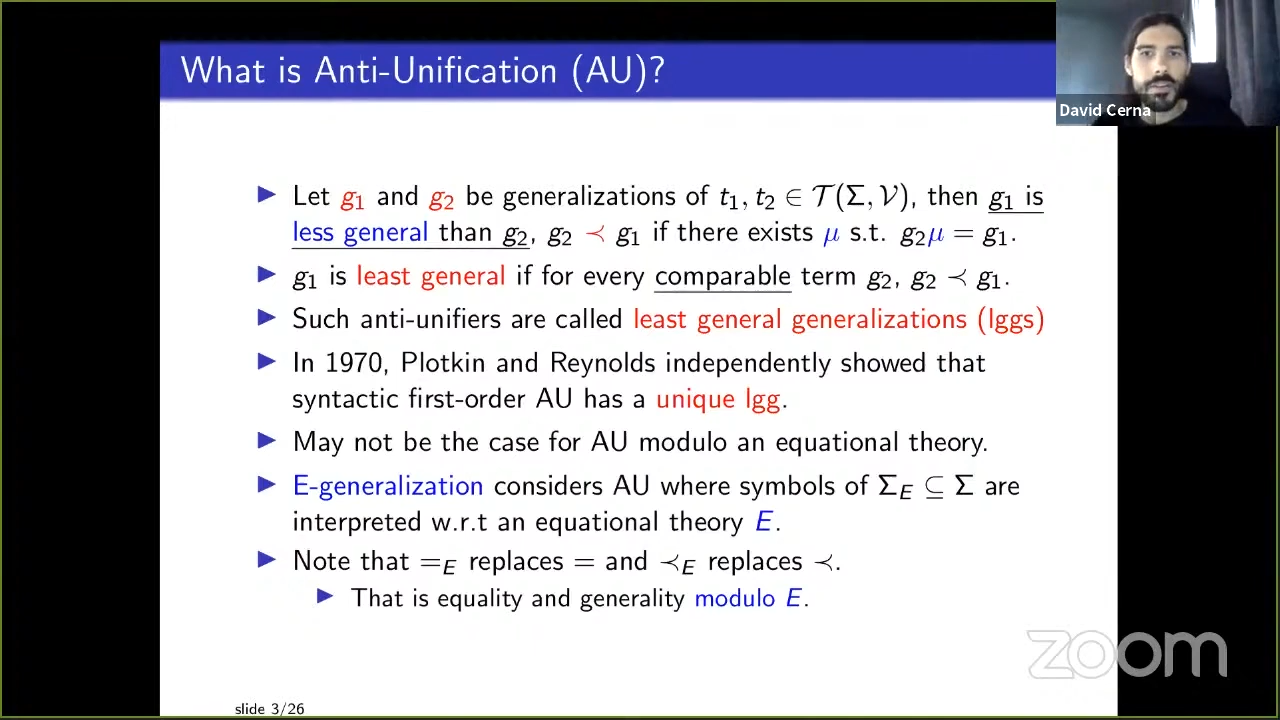 What is Anti-Unification (AU)?
David Cerna
▶ Let g₁ and g₂ be generalizations of t₁, t₂ ∈ 𝒯(Σ, 𝒱), then g₁ is
less general than g₂, g₂ ≺ g₁ if there exists μ s.t. g₂μ = g₁.
▶ g₁ is least general if for every comparable term g₂, g₂ ≺ g₁.
▶ Such anti-unifiers are called least general generalizations (lggs)
▶ In 1970, Plotkin and Reynolds independently showed that
syntactic first-order AU has a unique lgg.
▶ May not be the case for AU modulo an equational theory.
▶ E-generalization considers AU where symbols of Σ_E ⊆ Σ are
interpreted w.r.t an equational theory E.
▶ Note that =_E replaces = and ≺_E replaces ≺.
▶ That is equality and generality modulo E.
zoom
slide 3/26